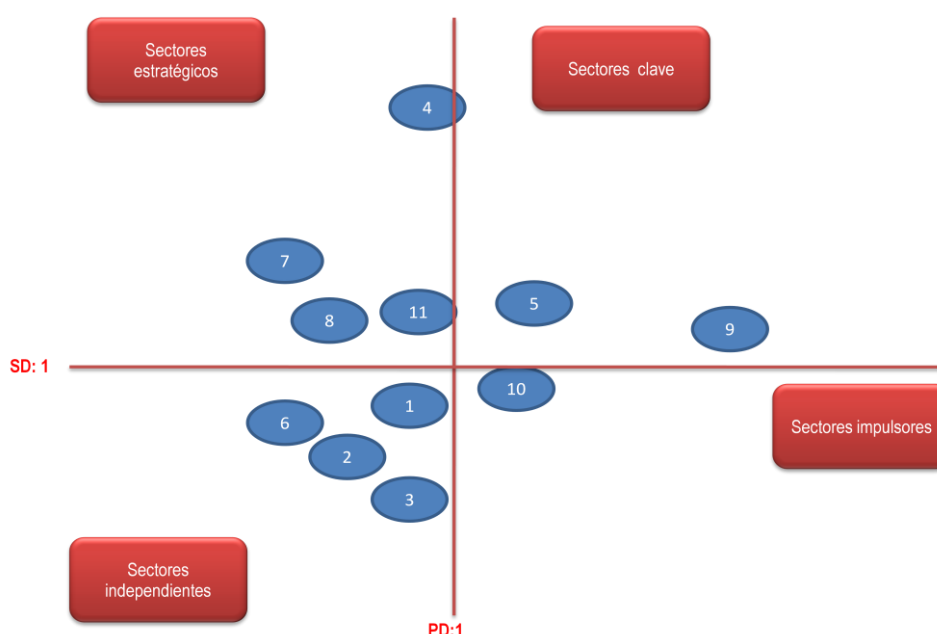 Sectores
estratégicos
Sectores clave
4
7
8
11
5
9
SD: 1
10
1
6
2
3
Sectores impulsores
Sectores
independientes
PD:1